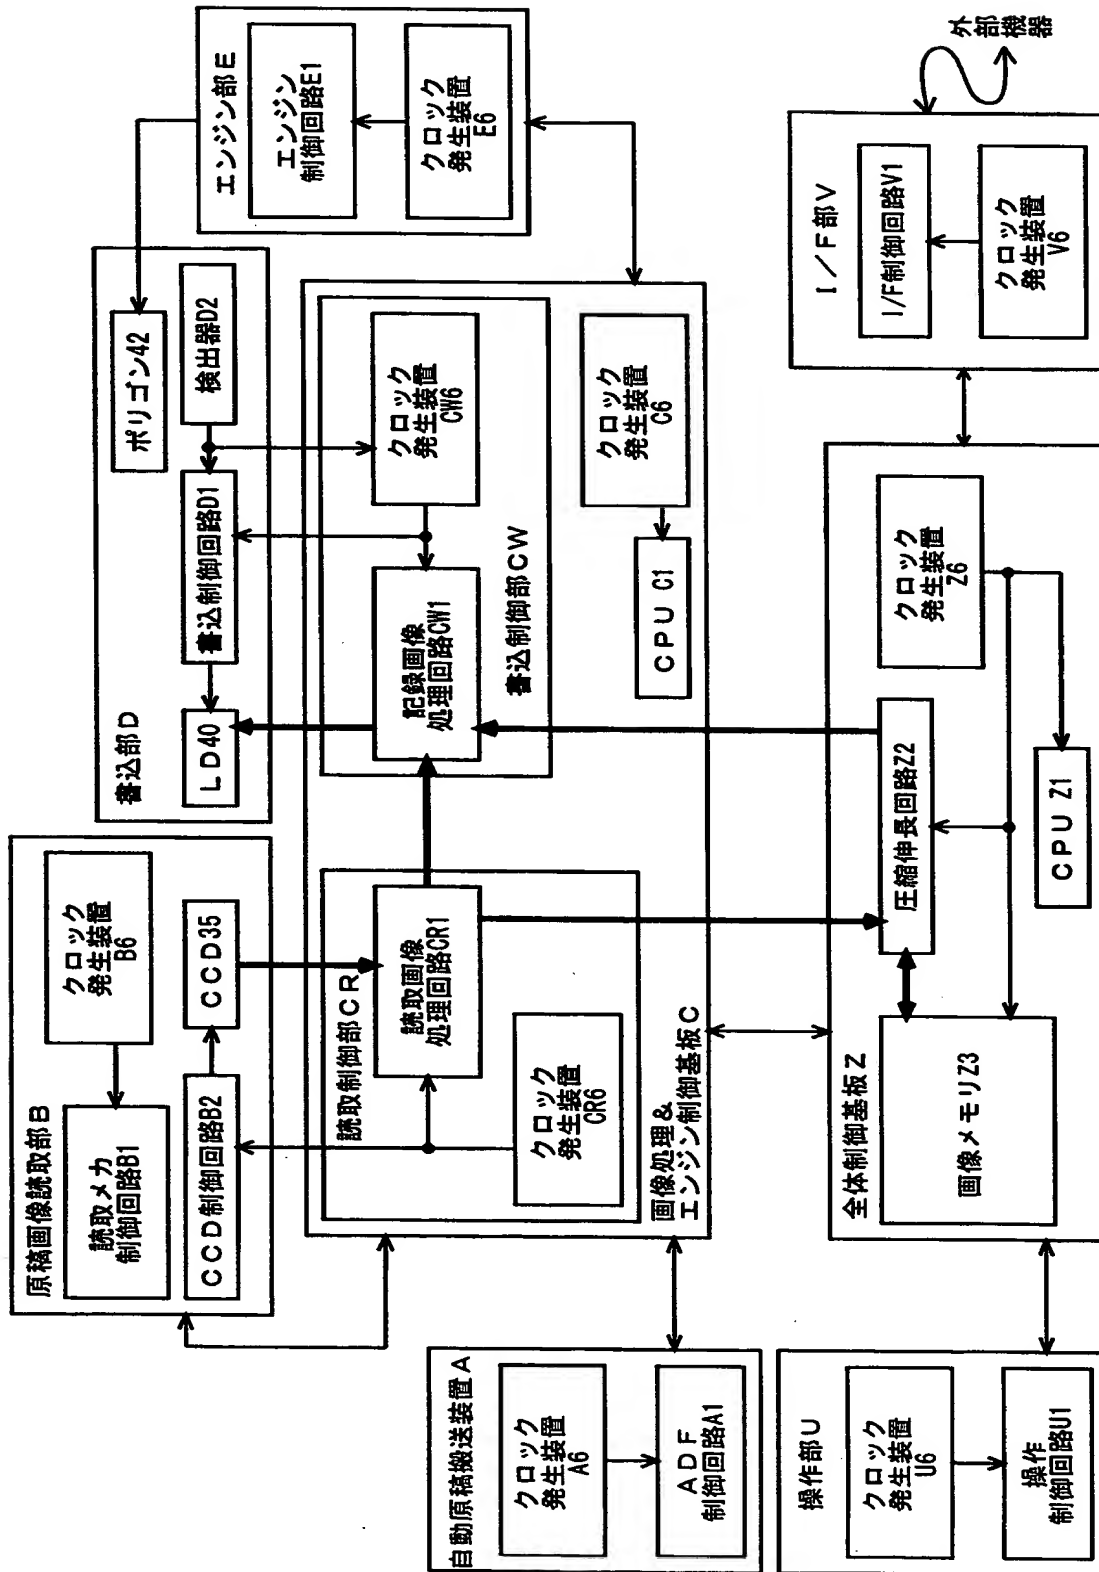 原稿画像読取部B
読取メカ
制御回路B1
クロック
発生装置
B6
CCD制御回路B2
CCD35
書込部D
LD40
書込制御回路D1
検出器D2
ポリゴン42
エンジン部E
エンジン
制御回路E1
クロック
発生装置
E6
読取制御部CR
読取画像
処理回路CR1
クロック
発生装置
CR6
記録画像
処理回路CW1
クロック
発生装置
CW6
書込制御部CW
CPU C1
クロック
発生装置
C6
画像処理&
エンジン制御基板C
自動原稿搬送装置A
クロック
発生装置
A6
ADF
制御回路A1
操作部U
クロック
発生装置
U6
操作
制御回路U1
全体制御基板Z
画像メモリZ3
圧縮伸長回路Z2
クロック
発生装置
Z6
CPU Z1
I/F部V
I/F制御回路V1
クロック
発生装置
V6
外部
機器